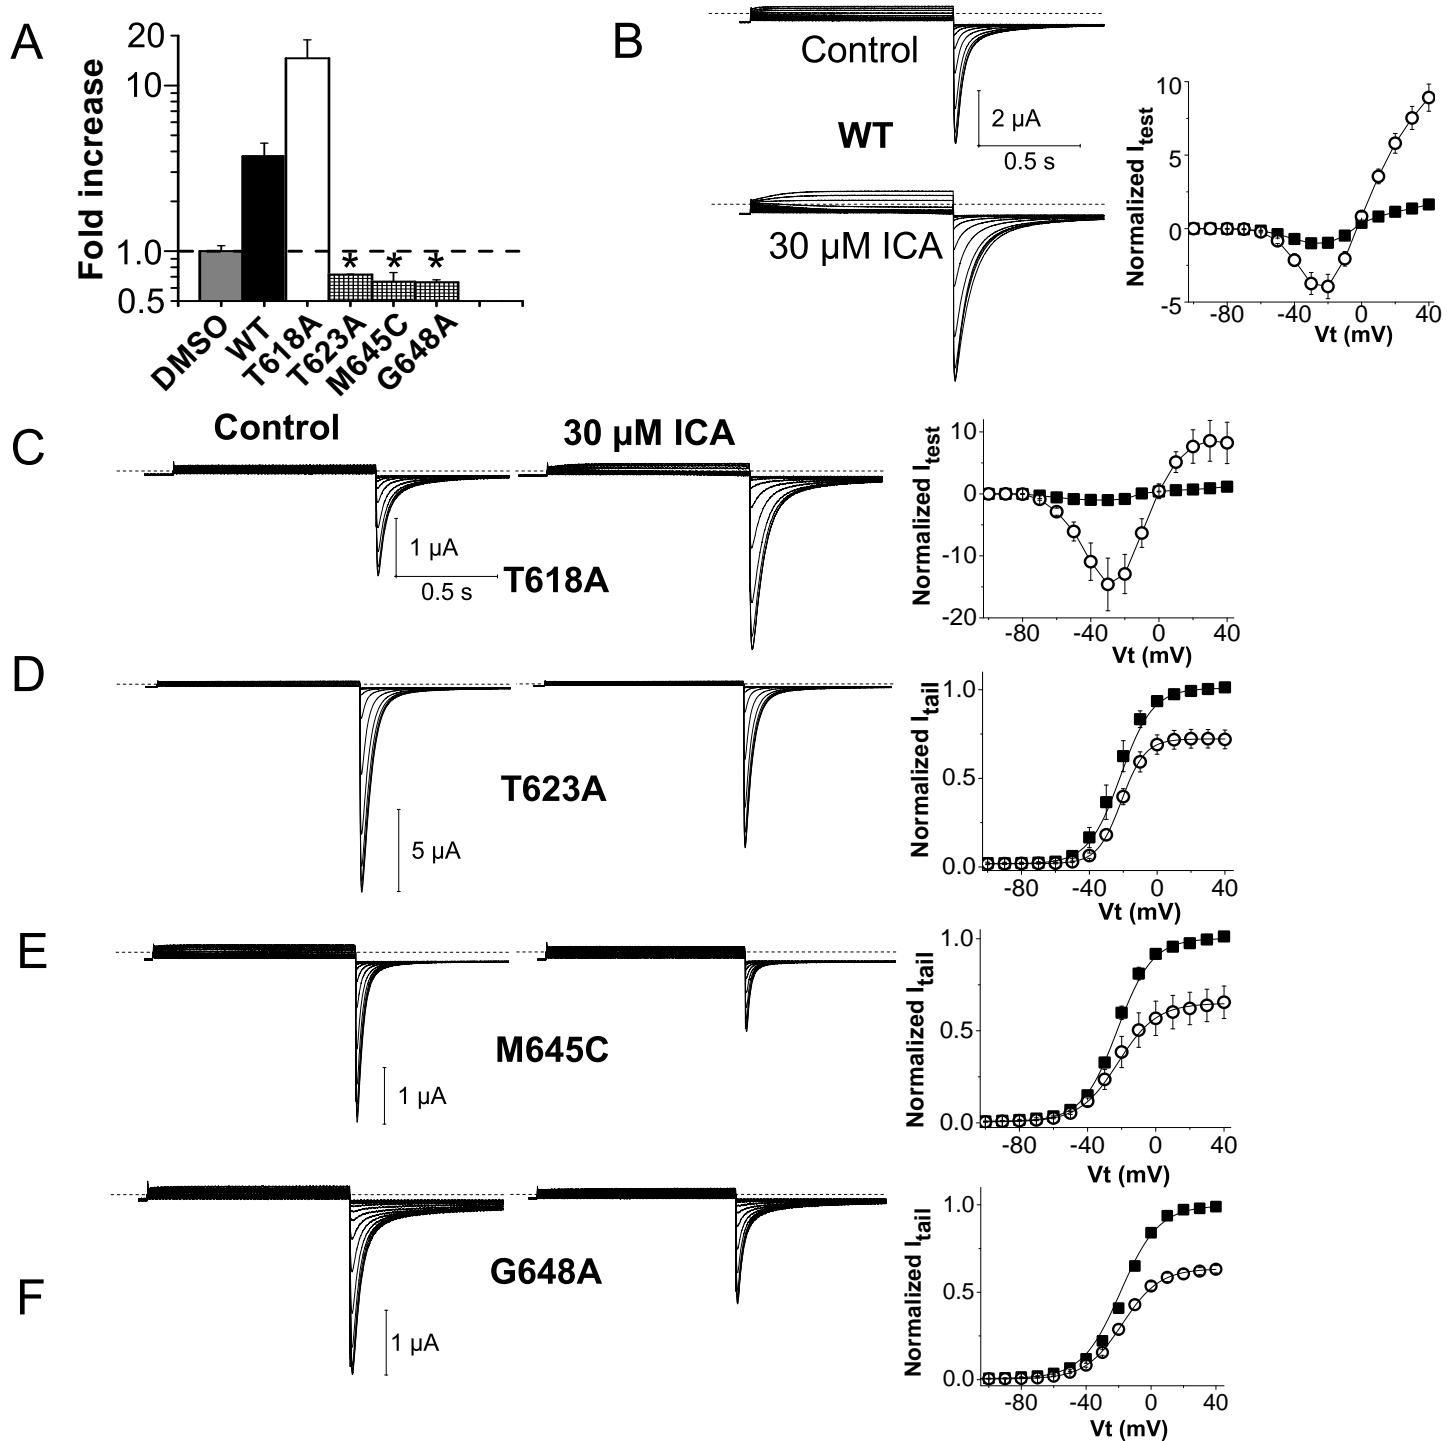 A
Fold increase
20
10
1.0
0.5
* * *
DMSO
WT
T618A
T623A
M645C
G648A
B
Control
WT
2 µA
0.5 s
30 µM ICA
Normalized Itest
10
5
0
-5
-80 -40 0 40
Vt (mV)
C
Control
30 µM ICA
1 µA
0.5 s
T618A
Normalized Itest
10
0
-10
-20
-80 -40 0 40
Vt (mV)
D
T623A
5 µA
Normalized Itail
1.0
0.5
0.0
-80 -40 0 40
Vt (mV)
E
M645C
1 µA
Normalized Itail
1.0
0.5
0.0
-80 -40 0 40
Vt (mV)
F
G648A
1 µA
Normalized Itail
1.0
0.5
0.0
-80 -40 0 40
Vt (mV)